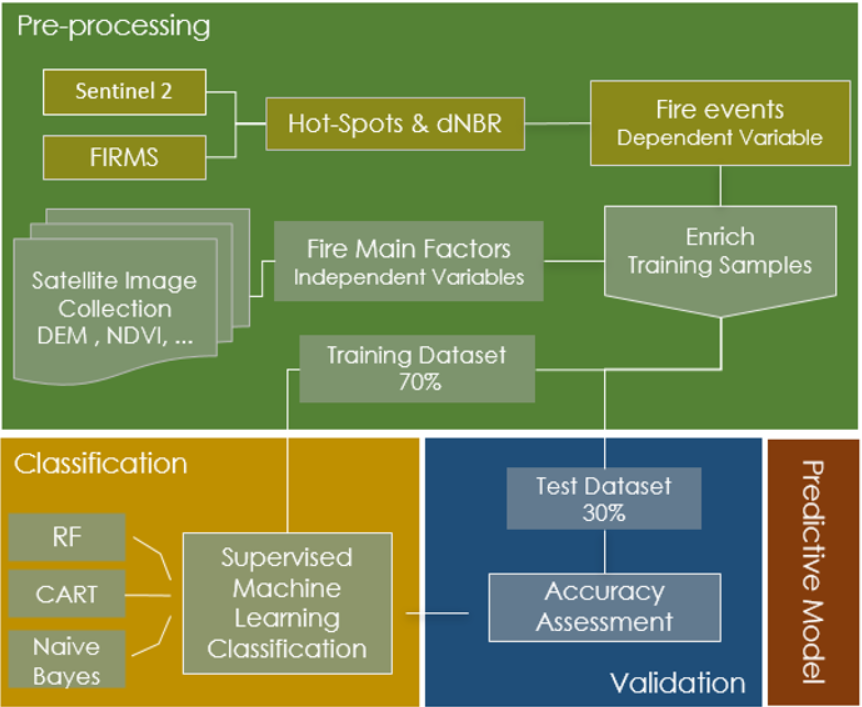 Pre-processing
Sentinel 2
FIRMS
Hot-Spots & dNBR
Fire events
Dependent Variable
Satellite Image
Collection
DEM , NDVI, ...
Fire Main Factors
Independent Variables
Enrich
Training Samples
Training Dataset
70%
Classification
RF
CART
Naive
Bayes
Supervised
Machine
Learning
Classification
Test Dataset
30%
Accuracy
Assessment
Validation
Predictive Model